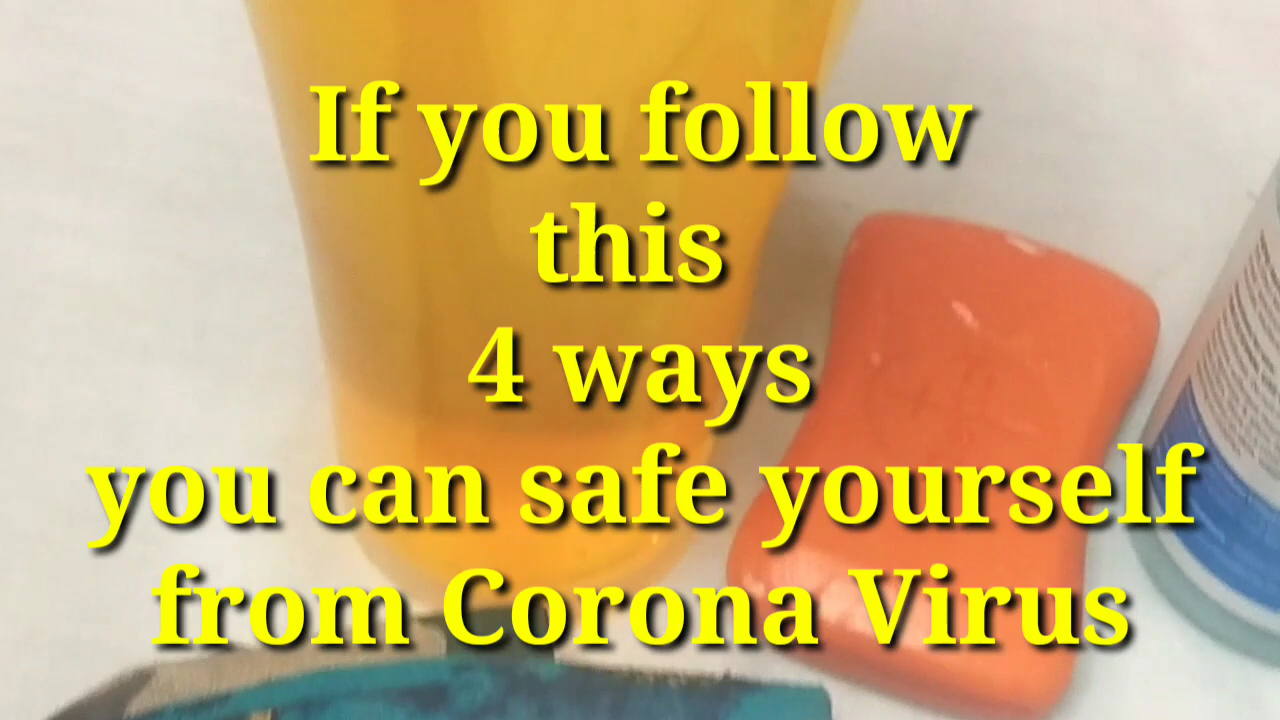 If you follow
this
4 ways
you can safe yourself
from Corona Virus